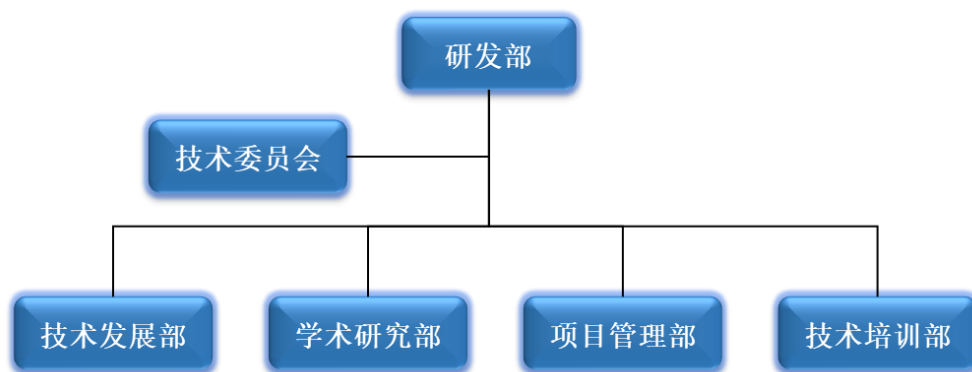 研发部
技术委员会
技术发展部
学术研究部
项目管理部
技术培训部